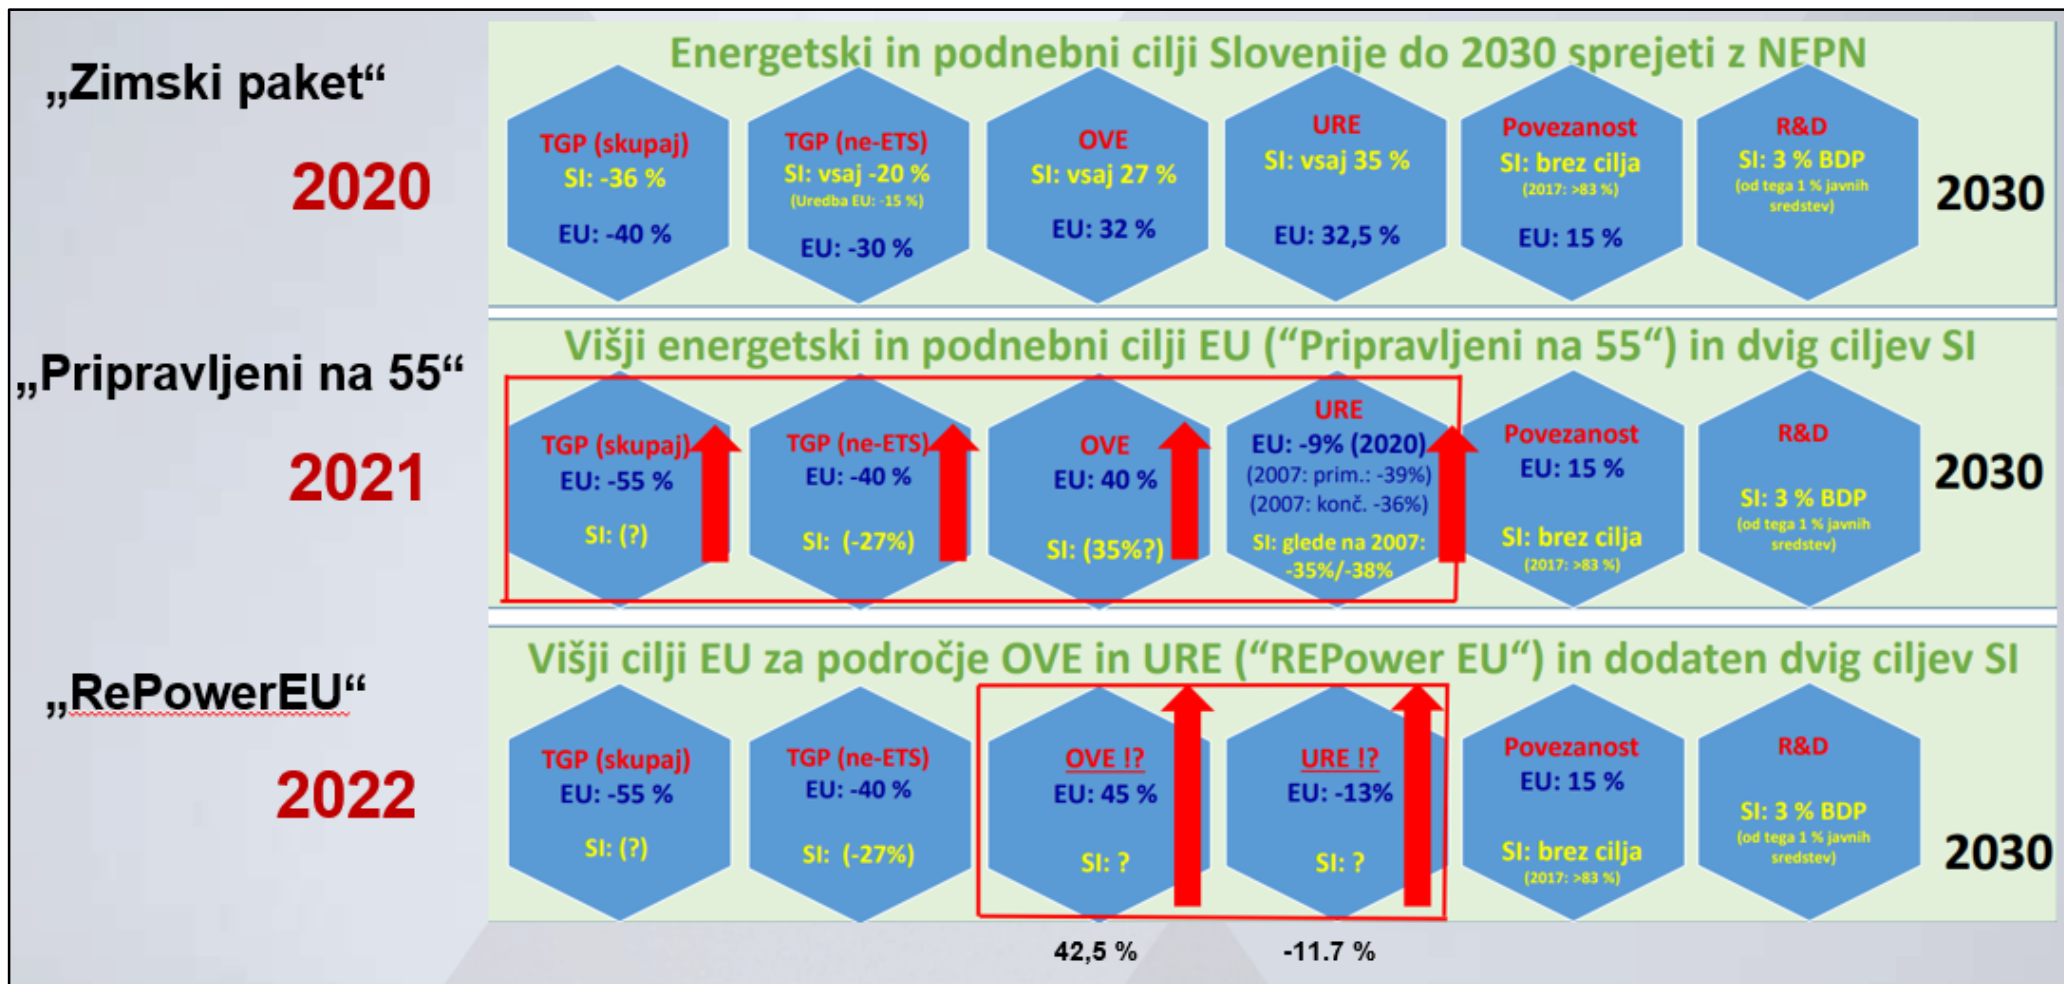 „Zimski paket“
2020
Energetski in podnebni cilji Slovenije do 2030 sprejeti z NEPN
TGP (skupaj)
SI: -36 %
EU: -40 %
TGP (ne-ETS)
SI: vsaj -20 %
(Uredba EU: -15 %)
EU: -30 %
OVE
SI: vsaj 27 %
EU: 32 %
URE
SI: vsaj 35 %
EU: 32,5 %
Povezanost
SI: brez cilja
(2017: >83 %)
EU: 15 %
R&D
SI: 3 % BDP
(od tega 1 % javnih
sredstev)
2030
„Pripravljeni na 55“
2021
Višji energetski in podnebni cilji EU (“Pripravljeni na 55“) in dvig ciljev SI
TGP (skupaj)
EU: -55 %
SI: (?)
TGP (ne-ETS)
EU: -40 %
SI: (-27%)
OVE
EU: 40 %
SI: (35%?)
URE
EU: -9% (2020)
(2007: prim.: -39%)
(2007: konč. -36%)
SI: glede na 2007:
-35%/-38%
Povezanost
EU: 15 %
SI: brez cilja
(2017: >83 %)
R&D
SI: 3 % BDP
(od tega 1 % javnih
sredstev)
2030
„RePowerEU“
2022
Višji cilji EU za področje OVE in URE (“REPower EU“) in dodaten dvig ciljev SI
TGP (skupaj)
EU: -55 %
SI: (?)
TGP (ne-ETS)
EU: -40 %
SI: (-27%)
OVE !?
EU: 45 %
SI: ?
URE !?
EU: -13%
SI: ?
Povezanost
EU: 15 %
SI: brez cilja
(2017: >83 %)
R&D
SI: 3 % BDP
(od tega 1 % javnih
sredstev)
2030
42,5 %
-11.7 %